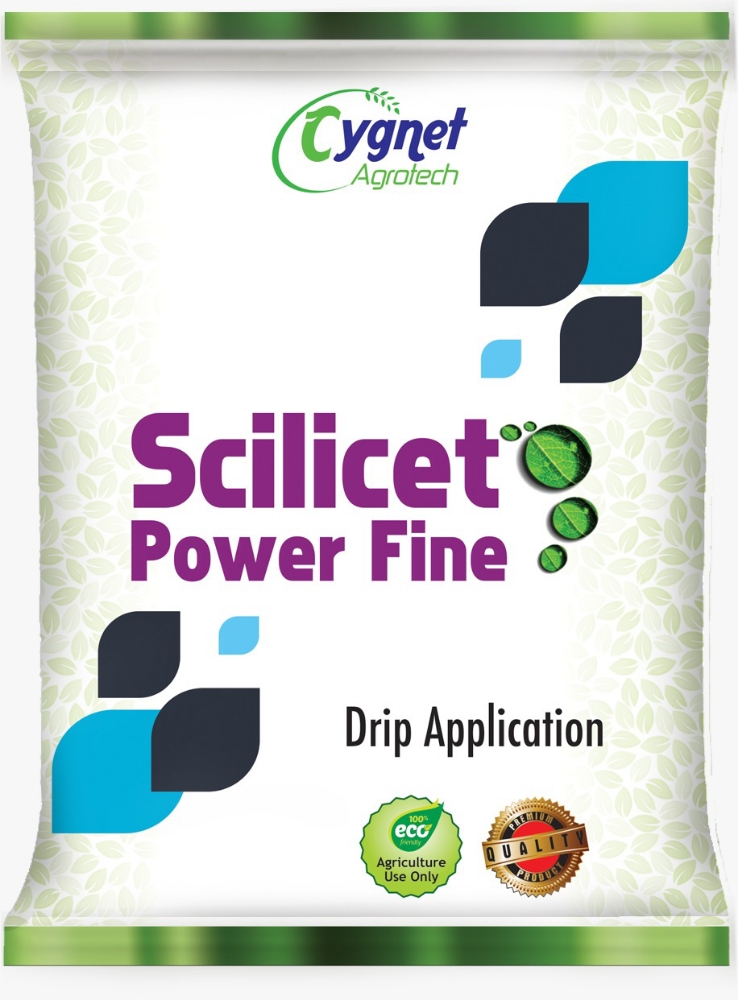 Cygnet
Agrotech
Scilicet
Power Fine
Drip Application
100%
eco
friendly
Agriculture
Use Only
PREMIUM
QUALITY
PRODUCT